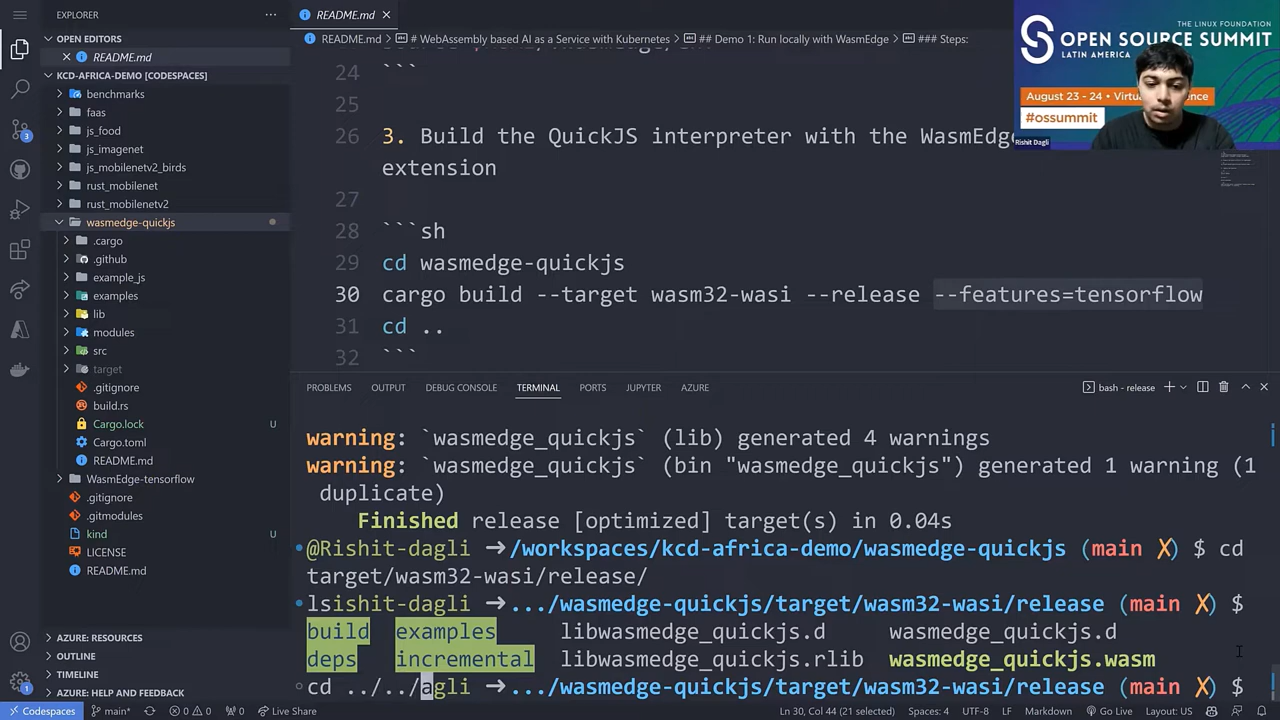 EXPLORER
OPEN EDITORS
README.md
KCD-AFRICA-DEMO [CODESPACES]
benchmarks
faas
js_food
js_imagenet
js_mobilenetv2_birds
rust_mobilenet
rust_mobilenetv2
wasmedge-quickjs
.cargo
.github
example_js
examples
lib
modules
src
target
.gitignore
build.rs
Cargo.lock U
Cargo.toml
README.md
WasmEdge-tensorflow
.gitignore
.gitmodules
kind U
LICENSE
README.md
AZURE: RESOURCES
OUTLINE
TIMELINE
AZURE: HELP AND FEEDBACK
3
1
README.md
README.md > # WebAssembly based AI as a Service with Kubernetes > ## Demo 1: Run locally with WasmEdge > ### Steps:
24 ```
25
26 3. Build the QuickJS interpreter with the WasmEdge
extension
27
28 ```sh
29 cd wasmedge-quickjs
30 cargo build --target wasm32-wasi --release --features=tensorflow
31 cd ..
32 ```
PROBLEMS OUTPUT DEBUG CONSOLE TERMINAL PORTS JUPYTER AZURE
bash - release
warning: `wasmedge_quickjs` (lib) generated 4 warnings
warning: `wasmedge_quickjs` (bin "wasmedge_quickjs") generated 1 warning (1
duplicate)
Finished release [optimized] target(s) in 0.04s
@Rishit-dagli ➜/workspaces/kcd-africa-demo/wasmedge-quickjs (main ✗) $ cd
target/wasm32-wasi/release/
lsishit-dagli ➜.../wasmedge-quickjs/target/wasm32-wasi/release (main ✗) $
build examples libwasmedge_quickjs.d wasmedge_quickjs.d
deps incremental libwasmedge_quickjs.rlib wasmedge_quickjs.wasm
cd ../../agli ➜.../wasmedge-quickjs/target/wasm32-wasi/release (main ✗) $
Codespaces main* 0 0 0 Live Share Ln 30, Col 44 (21 selected) Spaces: 4 UTF-8 LF Markdown Go Live Layout: US
THE LINUX FOUNDATION
OPEN SOURCE SUMMIT
LATIN AMERICA
August 23 - 24 • Virtu
#ossummit
Rishit Dagli